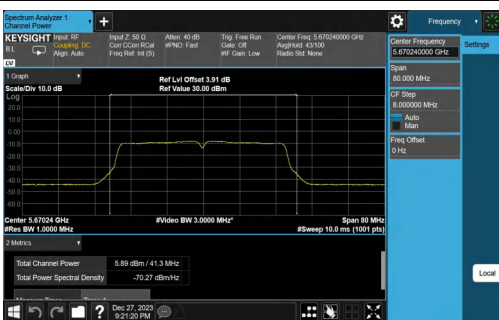 Spectrum Analyzer 1
Channel Power
Frequency
KEYSIGHT
Input: RF
Coupling: DC
Align: Auto
RL
LXI
Input Z: 50 Ω
Corr CCorr RCal
Freq Ref: Int (S)
Atten: 40 dB
#PNO: Fast
Trig: Free Run
Gate: Off
#IF Gain: Low
Center Freq: 5.670240000 GHz
Avg|Hold: 43/100
Radio Std: None
Center Frequency
5.670240000 GHz
Settings
Span
80.000 MHz
CF Step
8.000000 MHz
Auto
Man
Freq Offset
0 Hz
Local
1 Graph
Scale/Div 10.0 dB
Ref Lvl Offset 3.91 dB
Ref Value 30.00 dBm
Log
20.0
10.0
0.00
-10.0
-20.0
-30.0
-40.0
-50.0
-60.0
Center 5.67024 GHz
#Video BW 3.0000 MHz*
Span 80 MHz
#Res BW 1.0000 MHz
#Sweep 10.0 ms (1001 pts)
2 Metrics
Total Channel Power
5.89 dBm / 41.3 MHz
Total Power Spectral Density
-70.27 dBm/Hz
Dec 27, 2023
9:21:20 PM